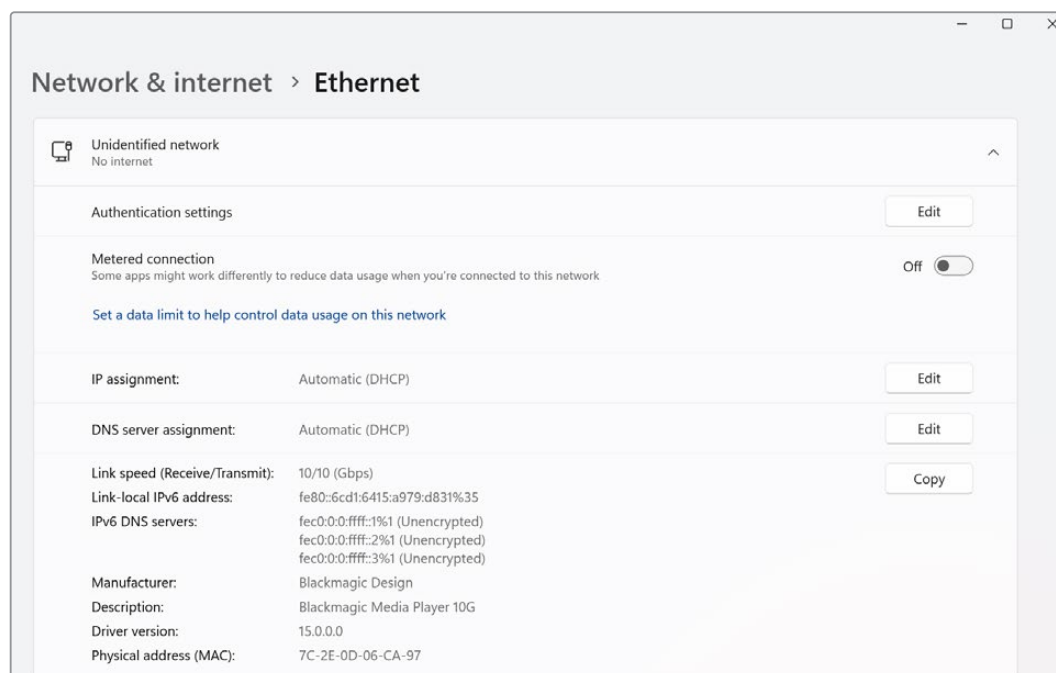 Network & internet › Ethernet
Unidentified network
No internet
Authentication settings Edit
Metered connection
Some apps might work differently to reduce data usage when you're connected to this network
Off
Set a data limit to help control data usage on this network
IP assignment: Automatic (DHCP) Edit
DNS server assignment: Automatic (DHCP) Edit
Link speed (Receive/Transmit): 10/10 (Gbps) Copy
Link-local IPv6 address: fe80::6cd1:6415:a979:d831%35
IPv6 DNS servers: fec0:0:0:ffff::1%1 (Unencrypted)
fec0:0:0:ffff::2%1 (Unencrypted)
fec0:0:0:ffff::3%1 (Unencrypted)
Manufacturer: Blackmagic Design
Description: Blackmagic Media Player 10G
Driver version: 15.0.0.0
Physical address (MAC): 7C-2E-0D-06-CA-97